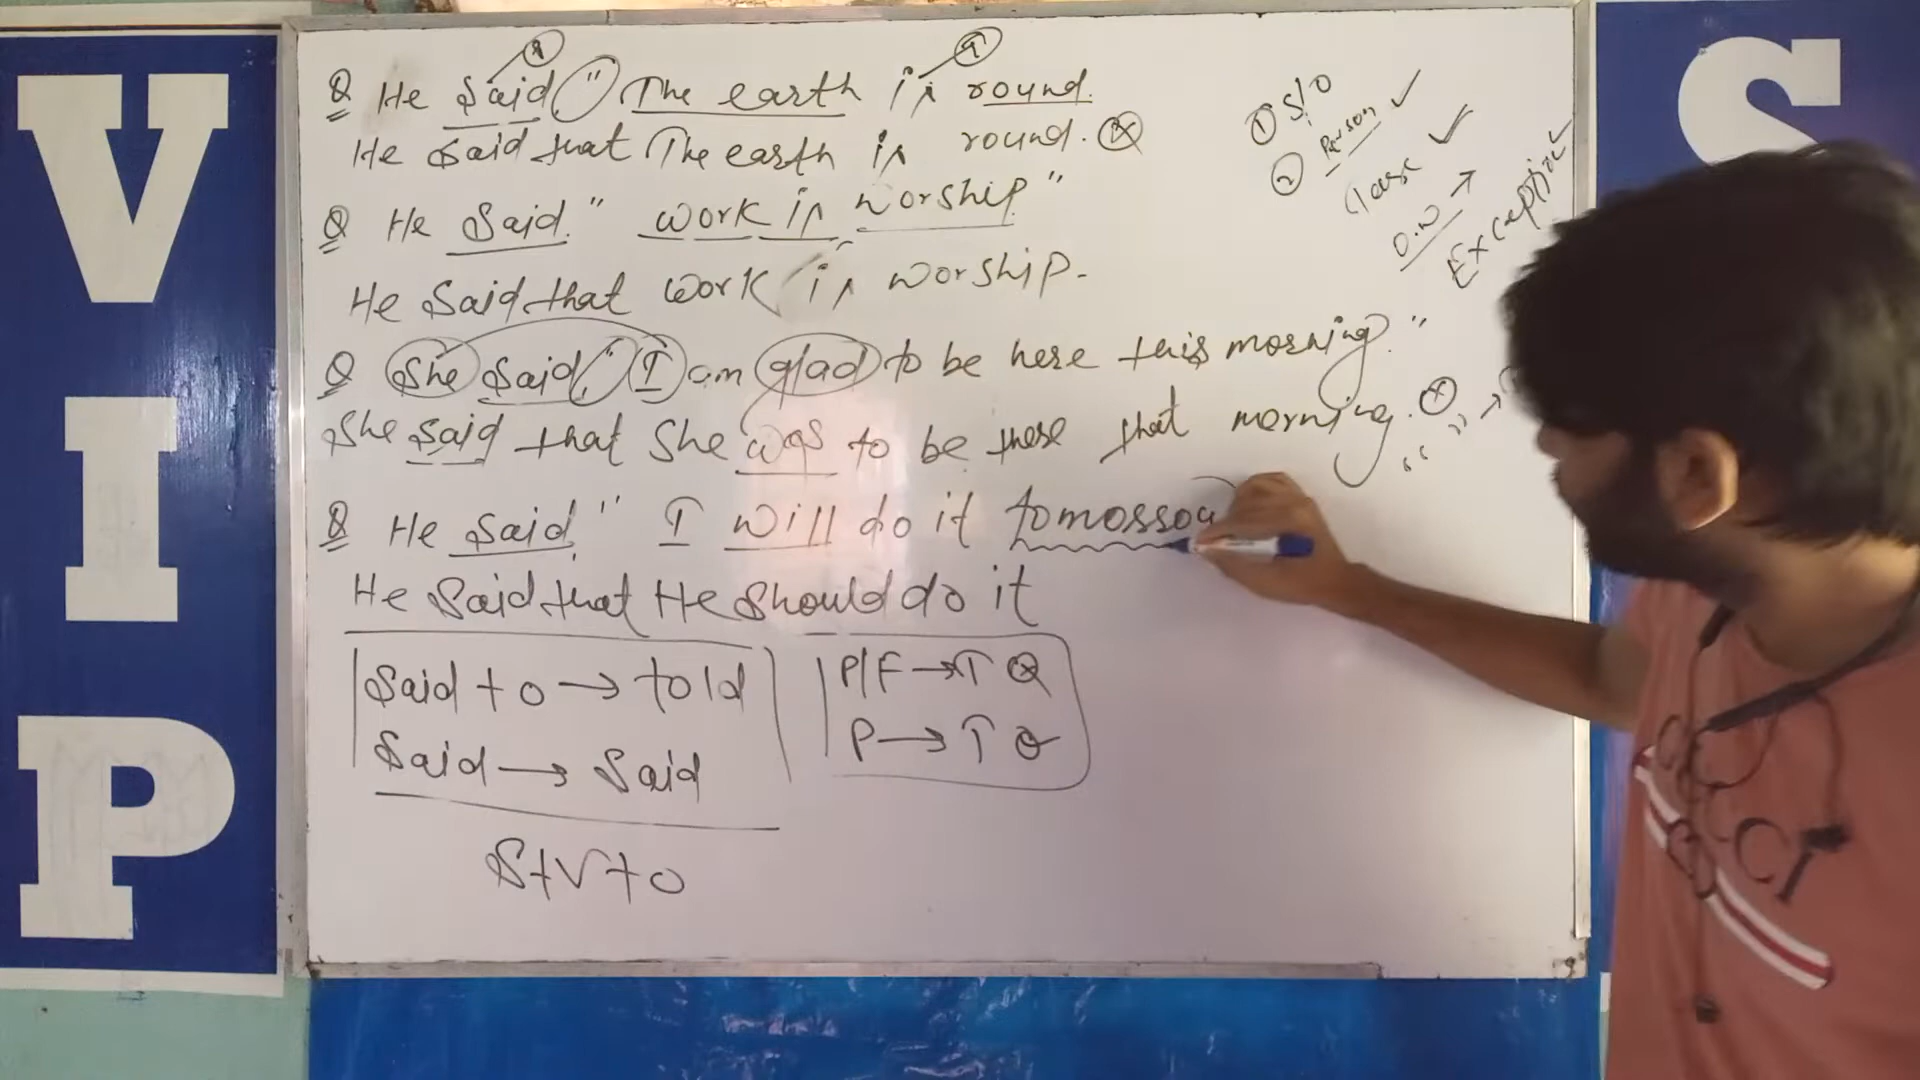 VIP
S
Q He Said " The earth is round.
He Said that The earth is round.
Q He Said " work is worship "
He Said that work is worship.
Q She Said, " I am glad to be here this morning. "
She Said that She was to be there that morning.
Q He Said, " I will do it tomorrow
He Said that He Should do it
Said + o → told
Said → Said
S+V+o
P/F → T
P → T
① S/O
② Person ✓
Tense ✓
O.W →
Exception ✓